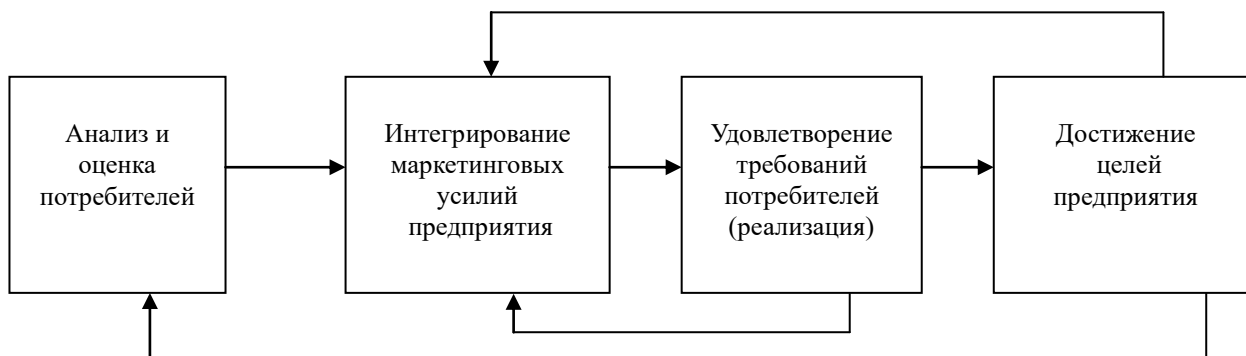 Анализ и
оценка
потребителей
Интегрирование
маркетинговых
усилий
предприятия
Удовлетворение
требований
потребителей
(реализация)
Достижение
целей
предприятия